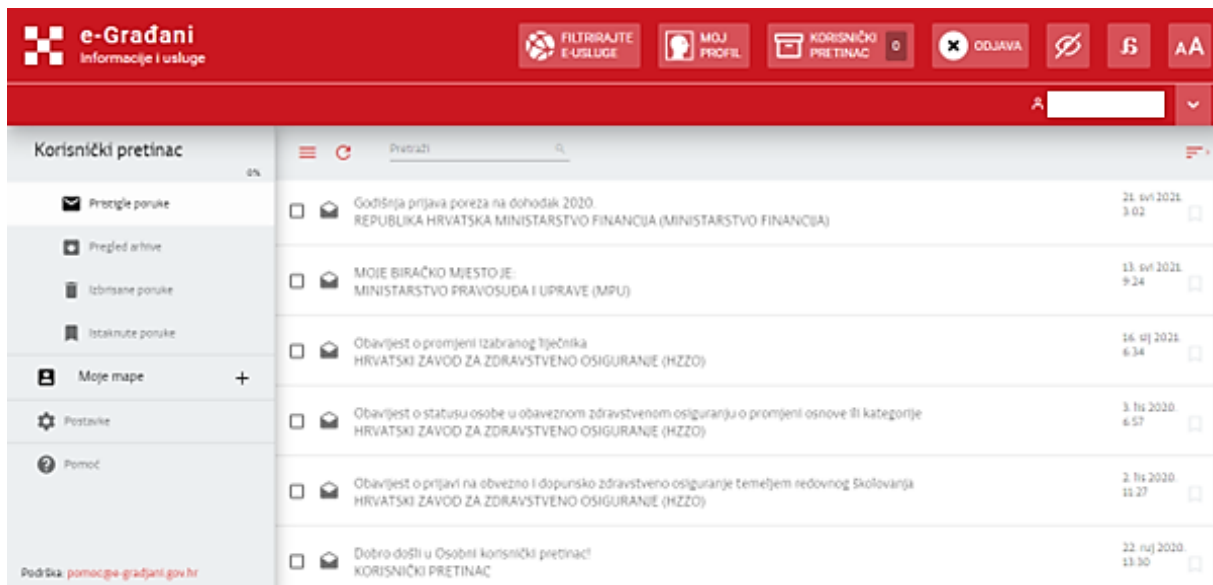 e-Građani
Informacije i usluge
FILTRIRAJTE
E-USLUGE
MOJ
PROFIL
KORISNIČKI
PRETINAC
0
ODJAVA
AA
Korisnički pretinac
0%
Pristigle poruke
Pregled arhive
Izbrisane poruke
Istaknute poruke
Moje mape +
Postavke
Pomoć
Podrška: pomoc@e-gradjani.gov.hr
Pretraži
Godišnja prijava poreza na dohodak 2020.
REPUBLIKA HRVATSKA MINISTARSTVO FINANCIJA (MINISTARSTVO FINANCIJA)
21. svi 2021.
3:02
MOJE BIRAČKO MJESTO JE:
MINISTARSTVO PRAVOSUĐA I UPRAVE (MPU)
13. svi 2021.
9:24
Obavijest o promjeni izabranog liječnika
HRVATSKI ZAVOD ZA ZDRAVSTVENO OSIGURANJE (HZZO)
16. sij 2021.
6:34
Obavijest o statusu osobe u obaveznom zdravstvenom osiguranju o promjeni osnove ili kategorije
HRVATSKI ZAVOD ZA ZDRAVSTVENO OSIGURANJE (HZZO)
3. lis 2020.
6:57
Obavijest o prijavi na obvezno i dopunsko zdravstveno osiguranje temeljem redovnog školovanja
HRVATSKI ZAVOD ZA ZDRAVSTVENO OSIGURANJE (HZZO)
2. lis 2020.
11:27
Dobro došli u Osobni korisnički pretinac!
KORISNIČKI PRETINAC
22. ruj 2020.
13:30